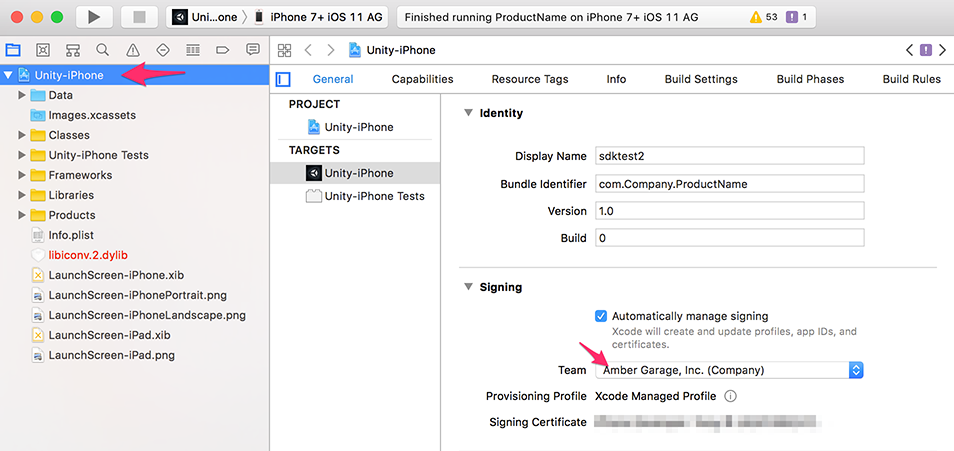 Uni...one
iPhone 7+ iOS 11 AG
Finished running ProductName on iPhone 7+ iOS 11 AG
53
1
Unity-iPhone
Data
Images.xcassets
Classes
Unity-iPhone Tests
Frameworks
Libraries
Products
Info.plist
libiconv.2.dylib
LaunchScreen-iPhone.xib
LaunchScreen-iPhonePortrait.png
LaunchScreen-iPhoneLandscape.png
LaunchScreen-iPad.xib
LaunchScreen-iPad.png
Unity-iPhone
General Capabilities Resource Tags Info Build Settings Build Phases Build Rules
PROJECT
Unity-iPhone
TARGETS
Unity-iPhone
Unity-iPhone Tests
Identity
Display Name sdktest2
Bundle Identifier com.Company.ProductName
Version 1.0
Build 0
Signing
Automatically manage signing
Xcode will create and update profiles, app IDs, and
certificates.
Team Amber Garage, Inc. (Company)
Provisioning Profile Xcode Managed Profile
Signing Certificate